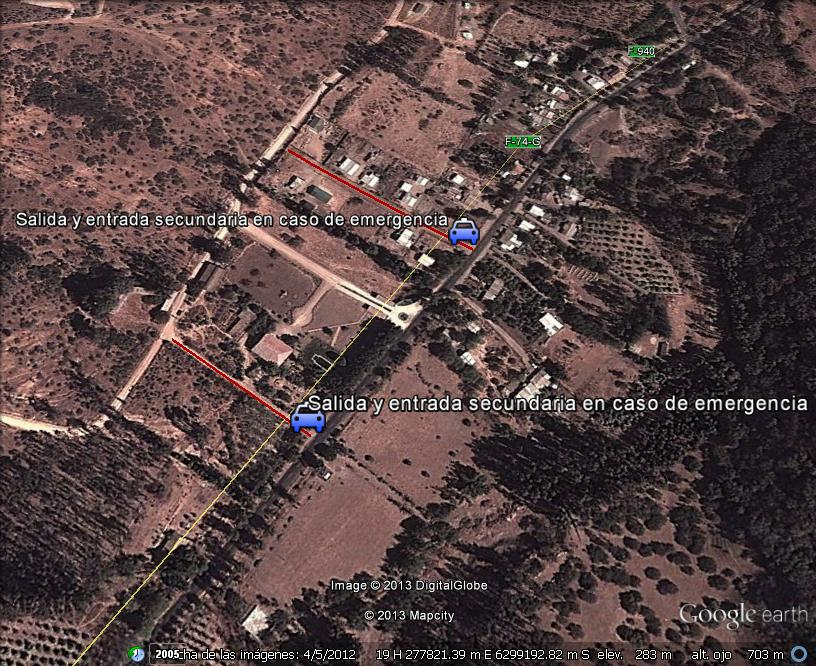 F-940
F-74-G
Salida y entrada secundaria en caso de emergencia
Salida y entrada secundaria en caso de emergencia
Image © 2013 DigitalGlobe
© 2013 Mapcity
Google earth
2005 cha de las imágenes: 4/5/2012 19 H 277821.39 m E 6299192.82 m S elev. 283 m alt. ojo 703 m